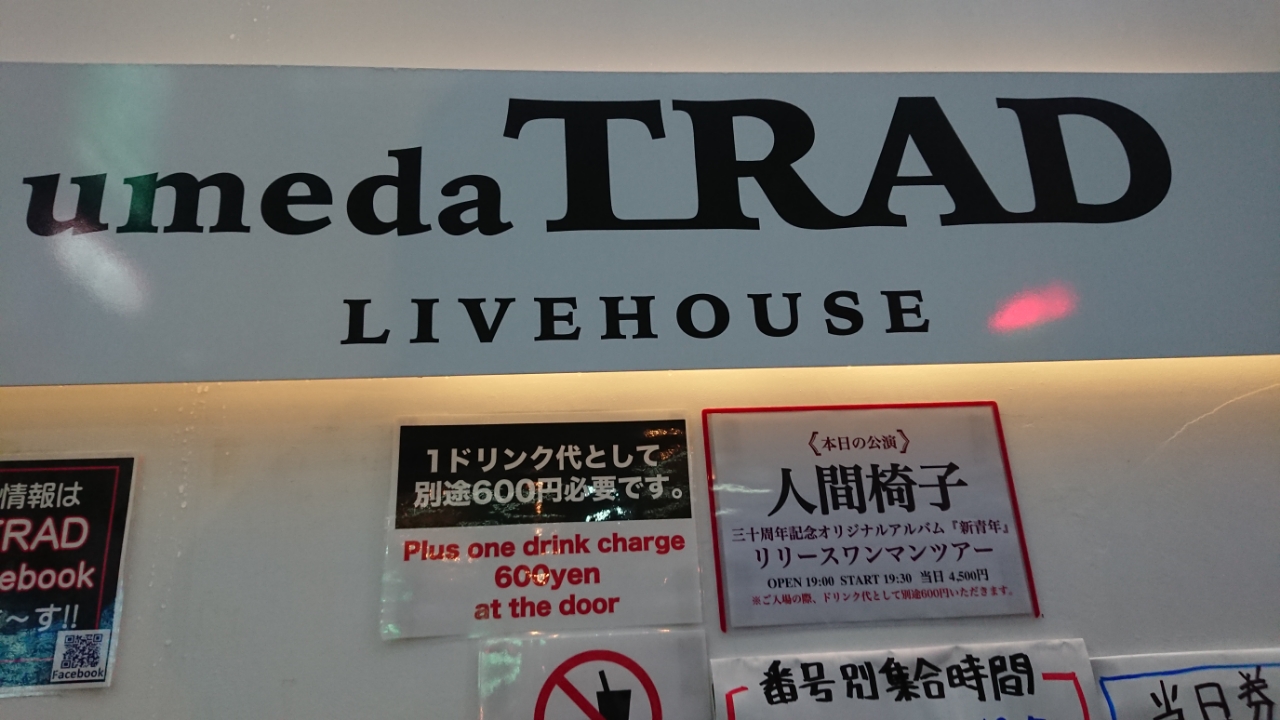 umeda TRAD
LIVEHOUSE
情報は
TRAD
ebook
〜す!!
Facebook
1ドリンク代として
別途600円必要です。
Plus one drink charge
600yen
at the door
《本日の公演》
人間椅子
三十周年記念オリジナルアルバム『新青年』
リリースワンマンツアー
OPEN 19:00 START 19:30 当日 4,500円
※ご入場の際、ドリンク代として別途600円いただきます。
番号別集合時間
当日券